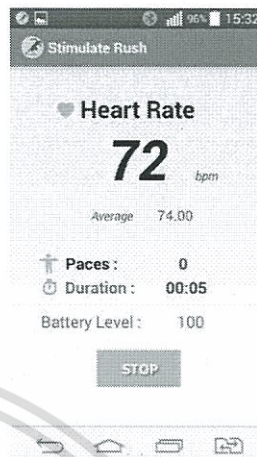 96% 15:32
Stimulate Rush
Heart Rate
72 bpm
Average 74.00
Paces : 0
Duration : 00:05
Battery Level : 100
STOP